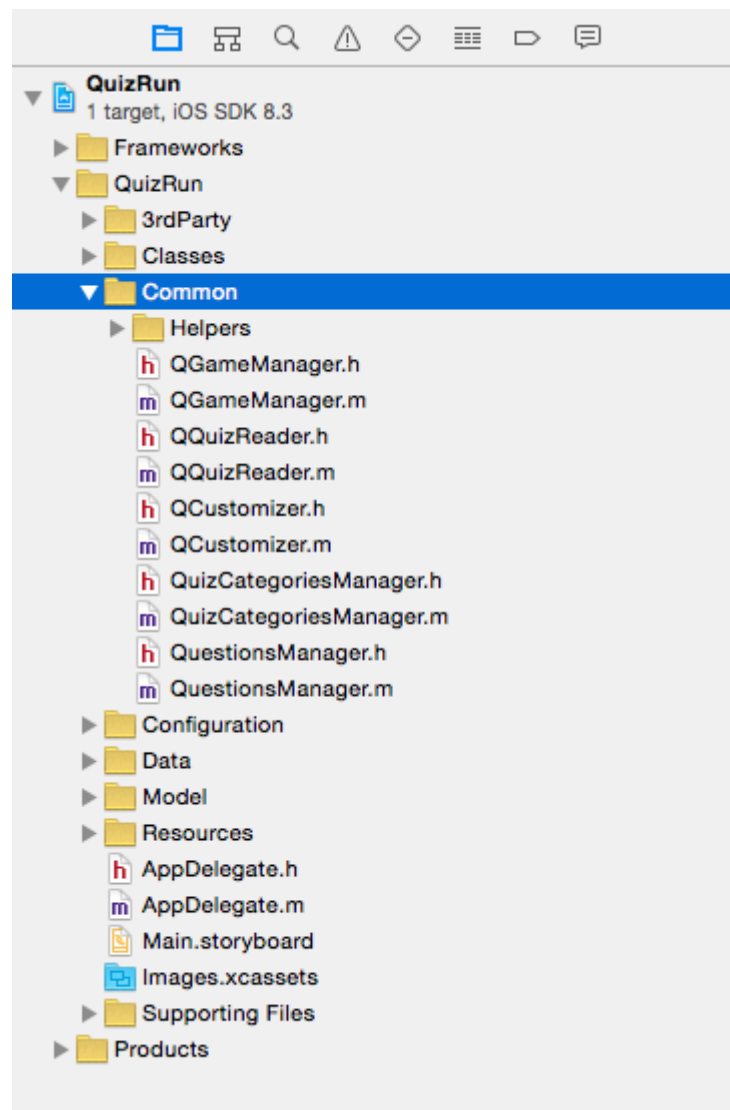 QuizRun
1 target, iOS SDK 8.3
Frameworks
QuizRun
3rdParty
Classes
Common
Helpers
h QGameManager.h
m QGameManager.m
h QQuizReader.h
m QQuizReader.m
h QCustomizer.h
m QCustomizer.m
h QuizCategoriesManager.h
m QuizCategoriesManager.m
h QuestionsManager.h
m QuestionsManager.m
Configuration
Data
Model
Resources
h AppDelegate.h
m AppDelegate.m
Main.storyboard
Images.xcassets
Supporting Files
Products